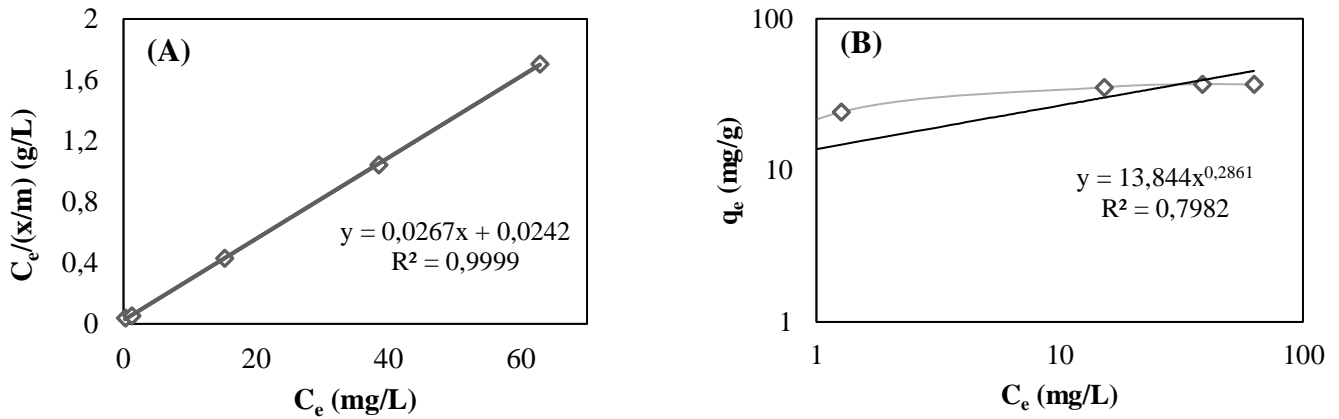 (A)
C_e/(x/m) (g/L)
2
1,6
1,2
0,8
0,4
0
y = 0,0267x + 0,0242
R² = 0,9999
0 20 40 60
C_e (mg/L)
(B)
q_e (mg/g)
100
10
1
y = 13,844x^0,2861
R² = 0,7982
1 10 100
C_e (mg/L)